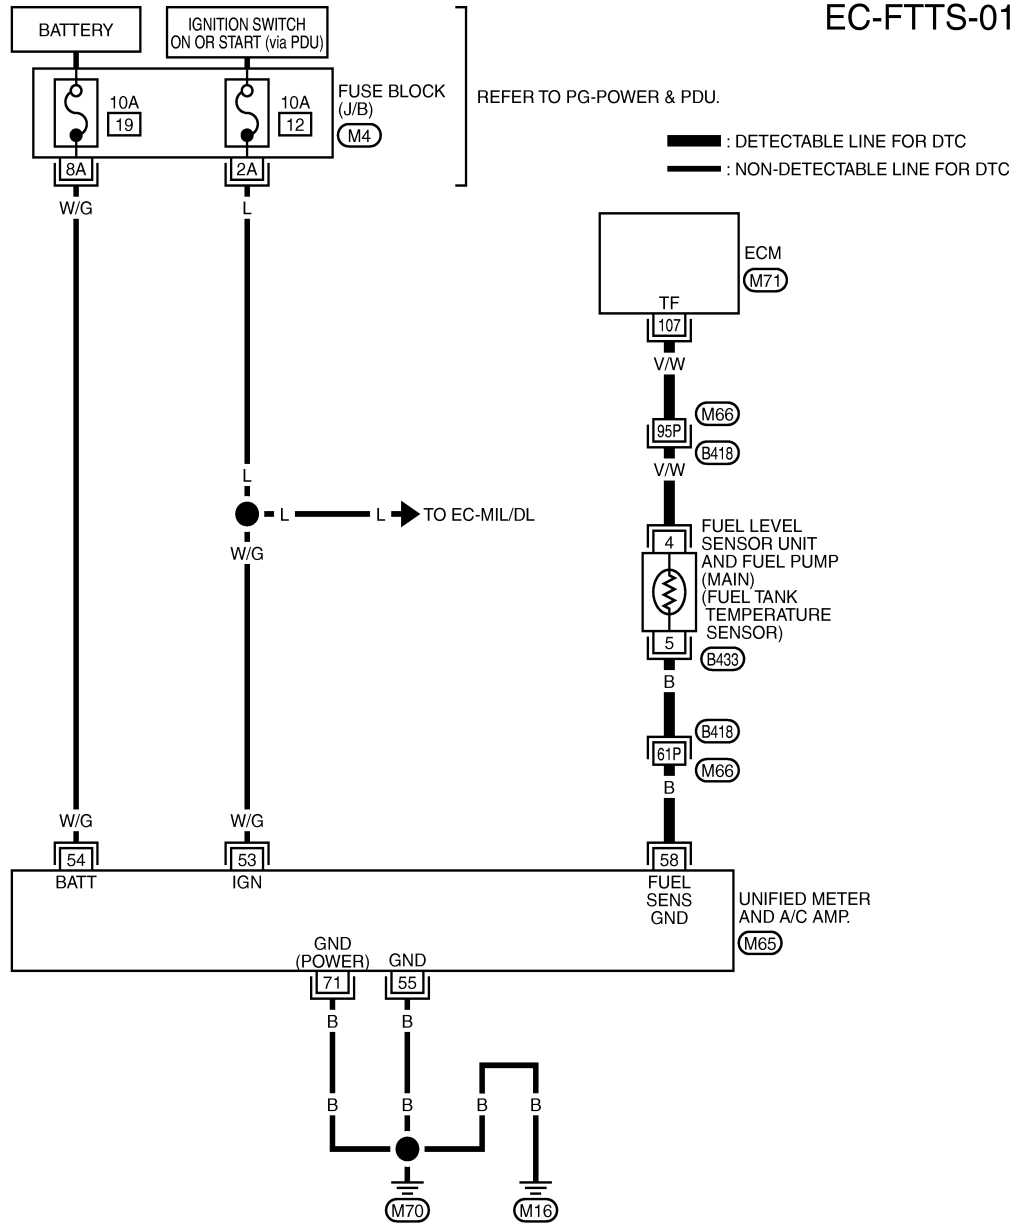 EC-FTTS-01
BATTERY
IGNITION SWITCH
ON OR START (via PDU)
10A
19
10A
12
FUSE BLOCK
(J/B)
M4
REFER TO PG-POWER & PDU.
: DETECTABLE LINE FOR DTC
: NON-DETECTABLE LINE FOR DTC
8A
2A
W/G
L
ECM
M71
TF
107
V/W
M66
95P
B418
V/W
L
L
L
TO EC-MIL/DL
W/G
4
FUEL LEVEL
SENSOR UNIT
AND FUEL PUMP
(MAIN)
(FUEL TANK
TEMPERATURE
SENSOR)
5
B433
B
B418
61P
M66
B
W/G
W/G
54
53
58
BATT
IGN
FUEL
SENS
GND
UNIFIED METER
AND A/C AMP.
M65
GND
(POWER)
GND
71
55
B
B
B
B
B
B
M70
M16